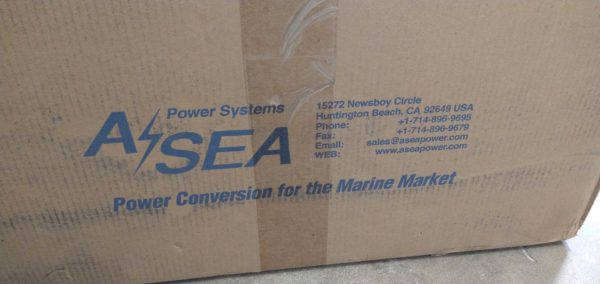 Power Systems
ASEA
15272 Newsboy Circle
Huntington Beach, CA 92649 USA
Phone: +1-714-896-9695
Fax: +1-714-896-9679
Email: sales@aseapower.com
WEB: www.aseapower.com
Power Conversion for the Marine Market